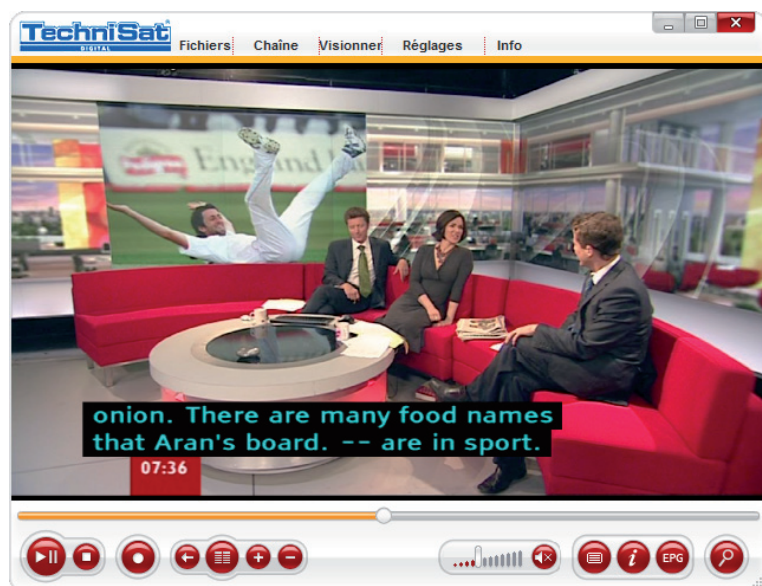 TechniSat
DIGITAL
Fichiers Chaîne Visionner Réglages Info
England
onion. There are many food names
that Aran's board. -- are in sport.
07:36
i EPG